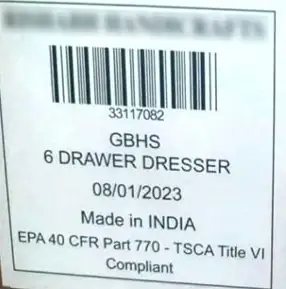 33117082
GBHS
6 DRAWER DRESSER
08/01/2023
Made in INDIA
EPA 40 CFR Part 770 - TSCA Title VI
Compliant